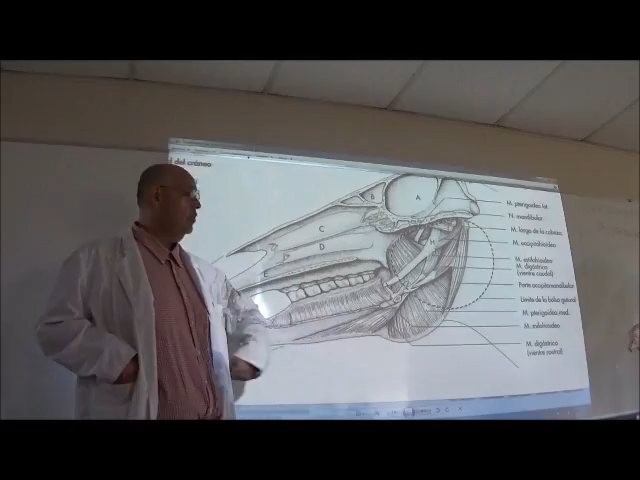 l del cráneo
B
A
C
D
H
M. pterigoideo lat.
N. mandibular
M. largo de la cabeza
M. occipitohioideo
M. estilohioideo
M. digástrico
(vientre caudal)
Parte occipitomandibular
Límite de la bolsa gutural
M. pterigoideo med.
M. milohioideo
M. digástrico
(vientre rostral)